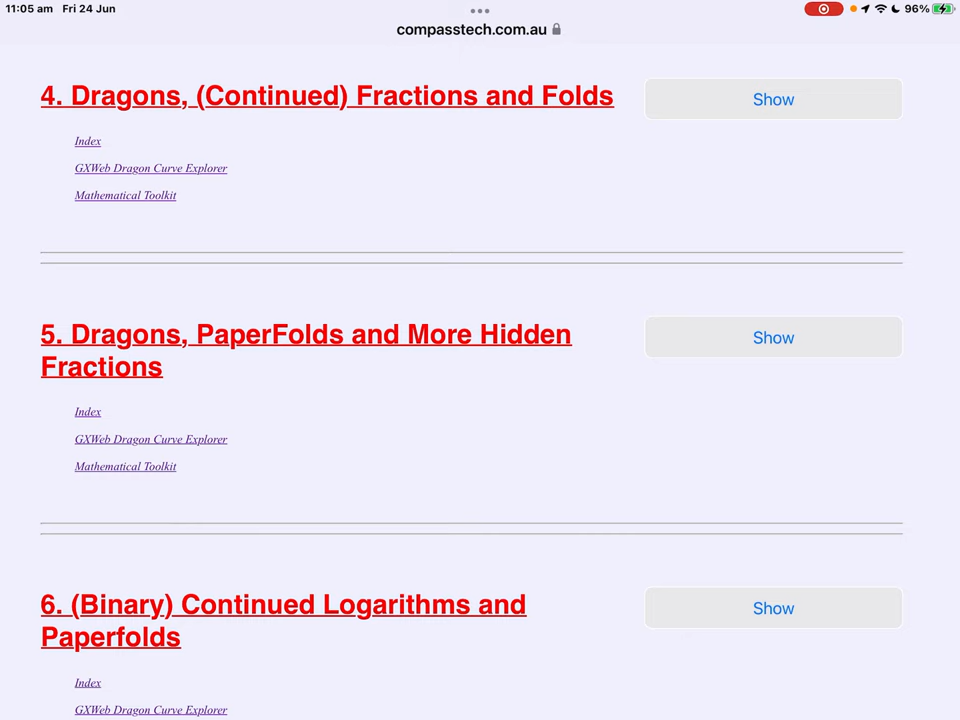 11:05 am Fri 24 Jun
96%
compasstech.com.au
4. Dragons, (Continued) Fractions and Folds
Show
Index
GXWeb Dragon Curve Explorer
Mathematical Toolkit
5. Dragons, PaperFolds and More Hidden
Fractions
Show
Index
GXWeb Dragon Curve Explorer
Mathematical Toolkit
6. (Binary) Continued Logarithms and
Paperfolds
Show
Index
GXWeb Dragon Curve Explorer